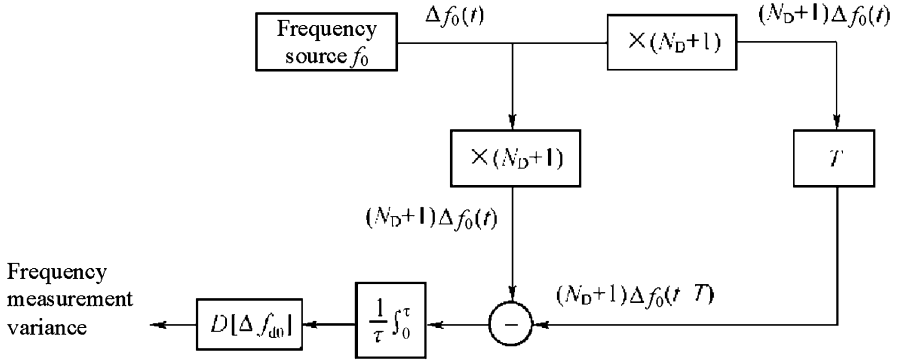 Δf₀(t)
(N_D+1)Δf₀(t)
Frequency
source f₀
×(N_D+1)
×(N_D+1)
T
(N_D+1)Δf₀(t)
Frequency
measurement
variance
(N_D+1)Δf₀(t T)
D[Δf_d0]
1/τ ∫₀^τ
−